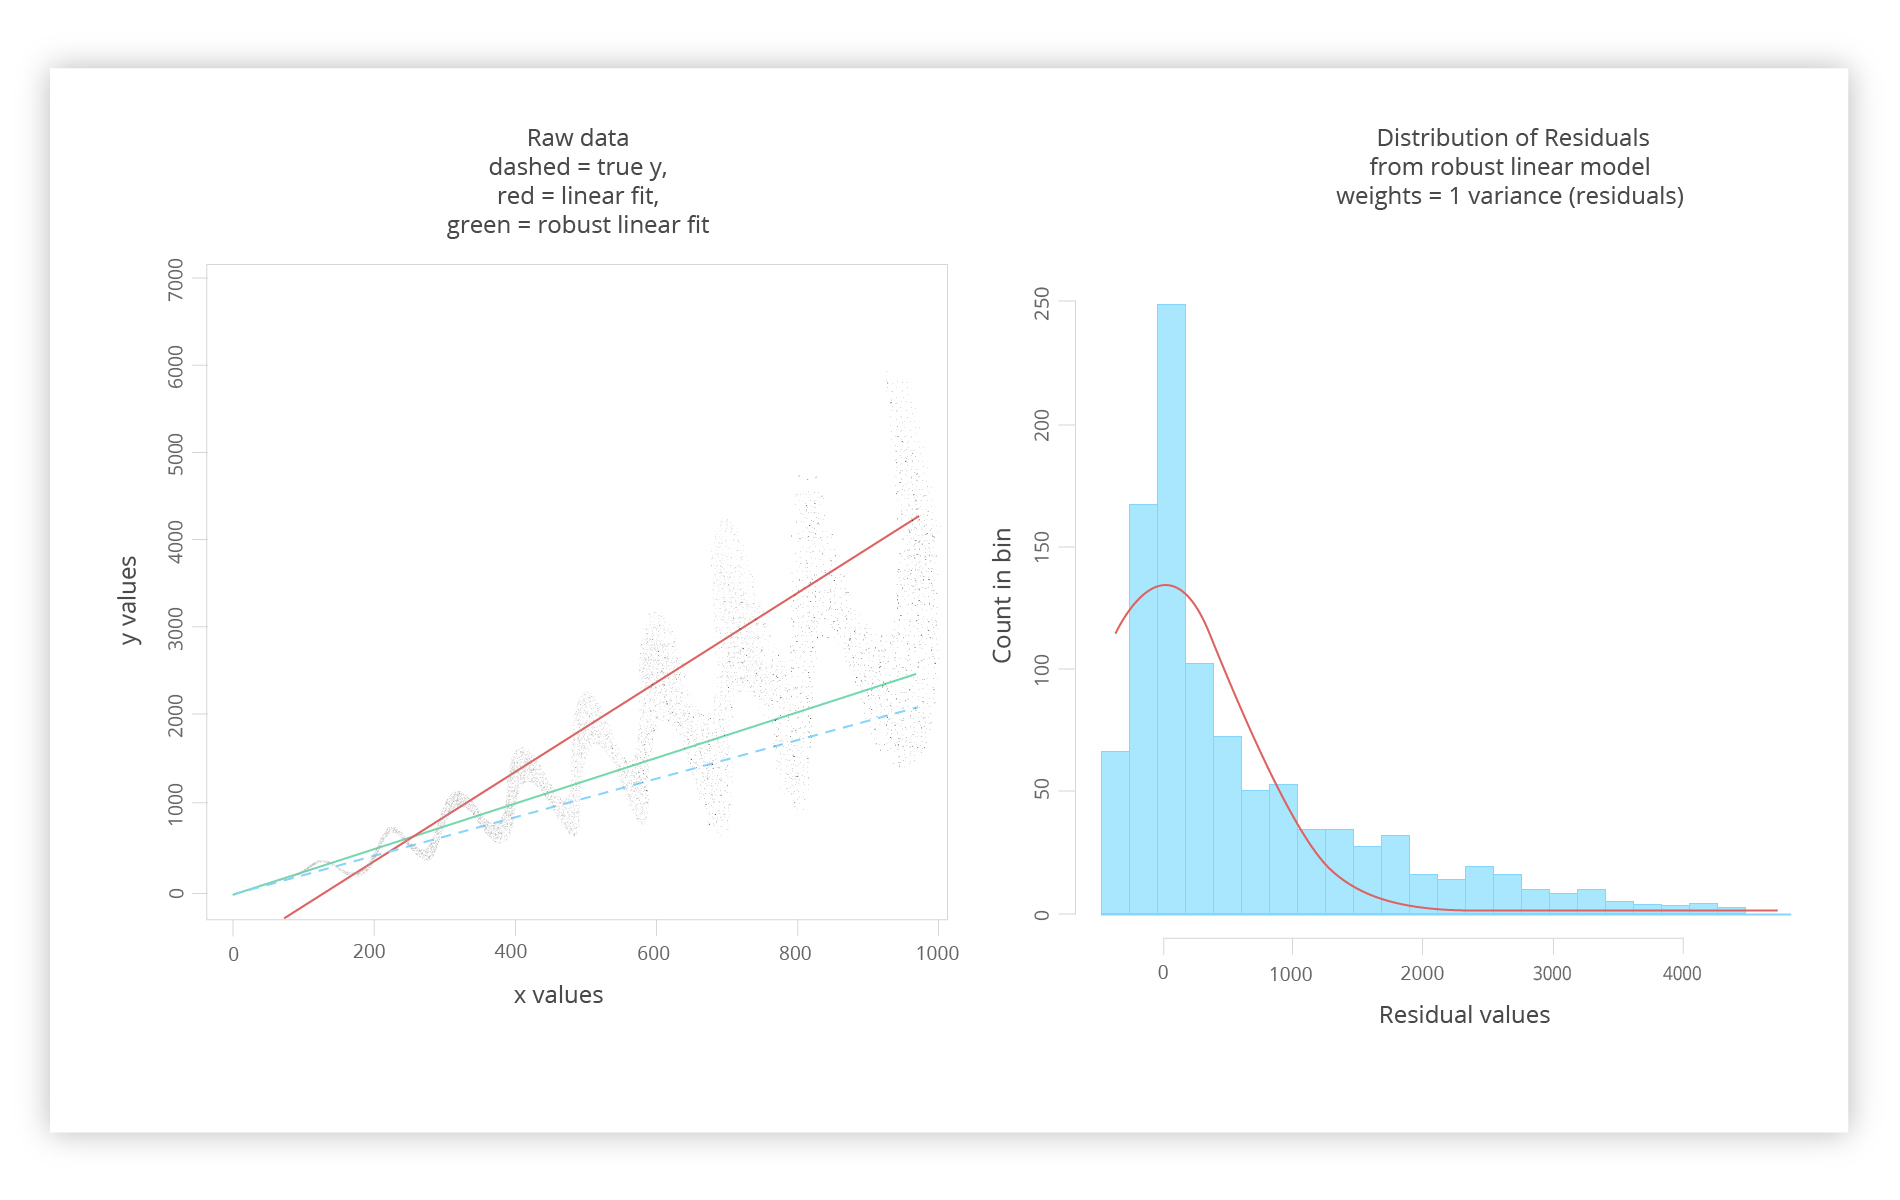 Raw data
dashed = true y,
red = linear fit,
green = robust linear fit
7000
6000
5000
4000
3000
2000
1000
0
y values
0
200
400
600
800
1000
x values
Distribution of Residuals
from robust linear model
weights = 1 variance (residuals)
250
200
150
100
50
0
Count in bin
0
1000
2000
3000
4000
Residual values